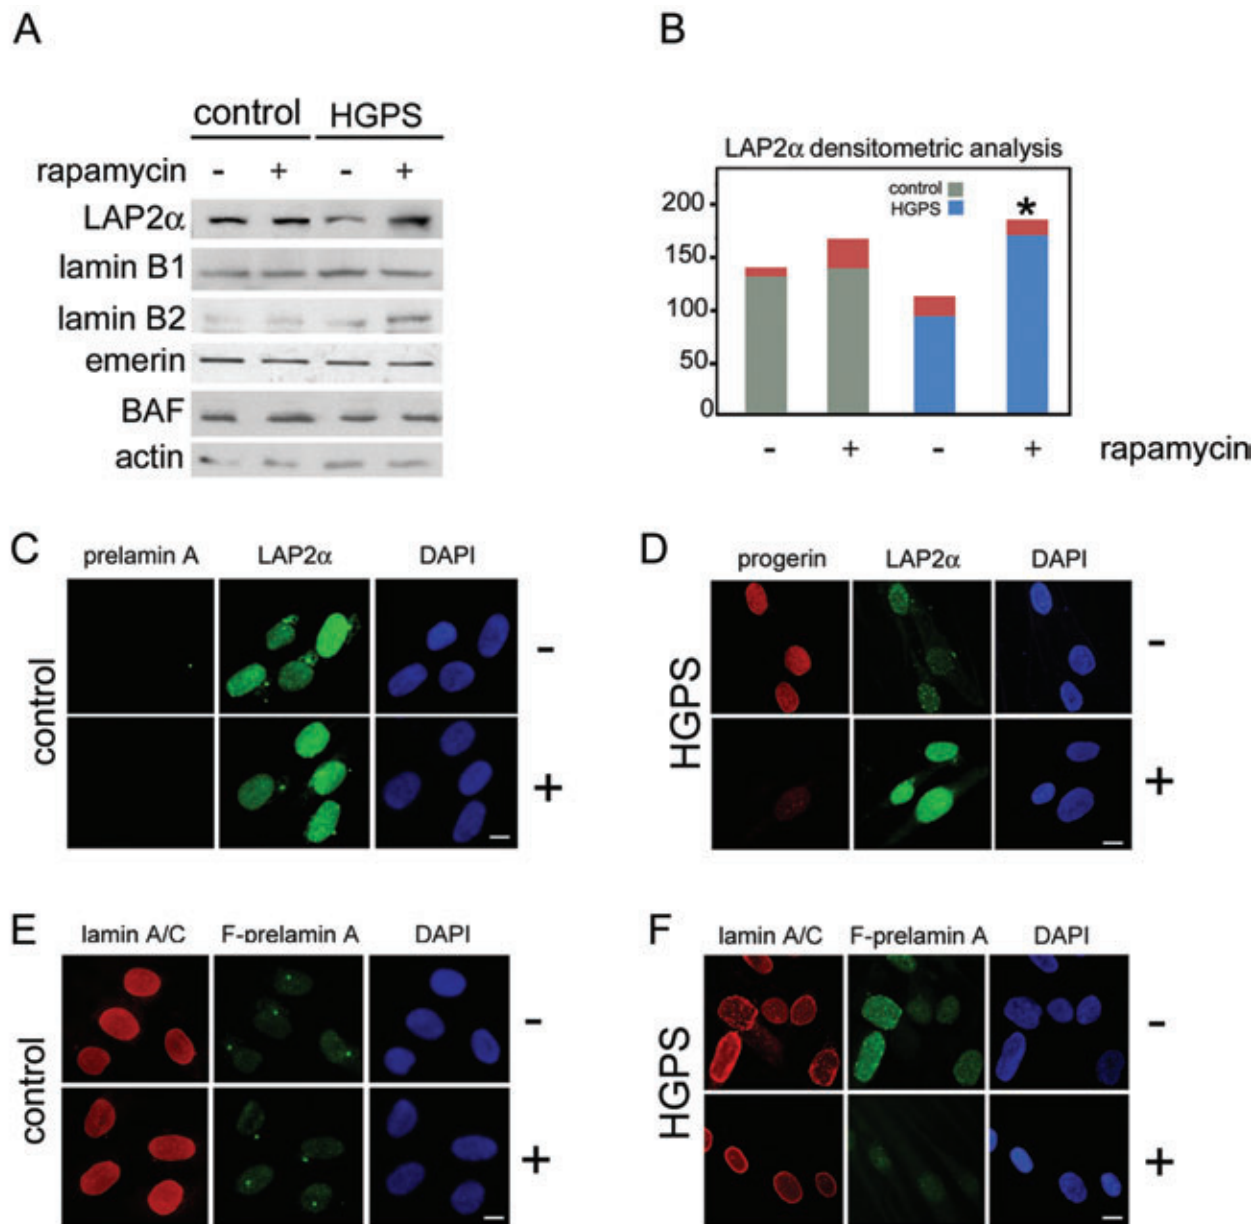 A
control HGPS
rapamycin - + - +
LAP2α
lamin B1
lamin B2
emerin
BAF
actin
B
LAP2α densitometric analysis
control
HGPS
200
150
100
50
0
*
- + - + rapamycin
C
prelamin A LAP2α DAPI
control
-
+
D
progerin LAP2α DAPI
HGPS
-
+
E
lamin A/C F-prelamin A DAPI
control
-
+
F
lamin A/C F-prelamin A DAPI
HGPS
-
+